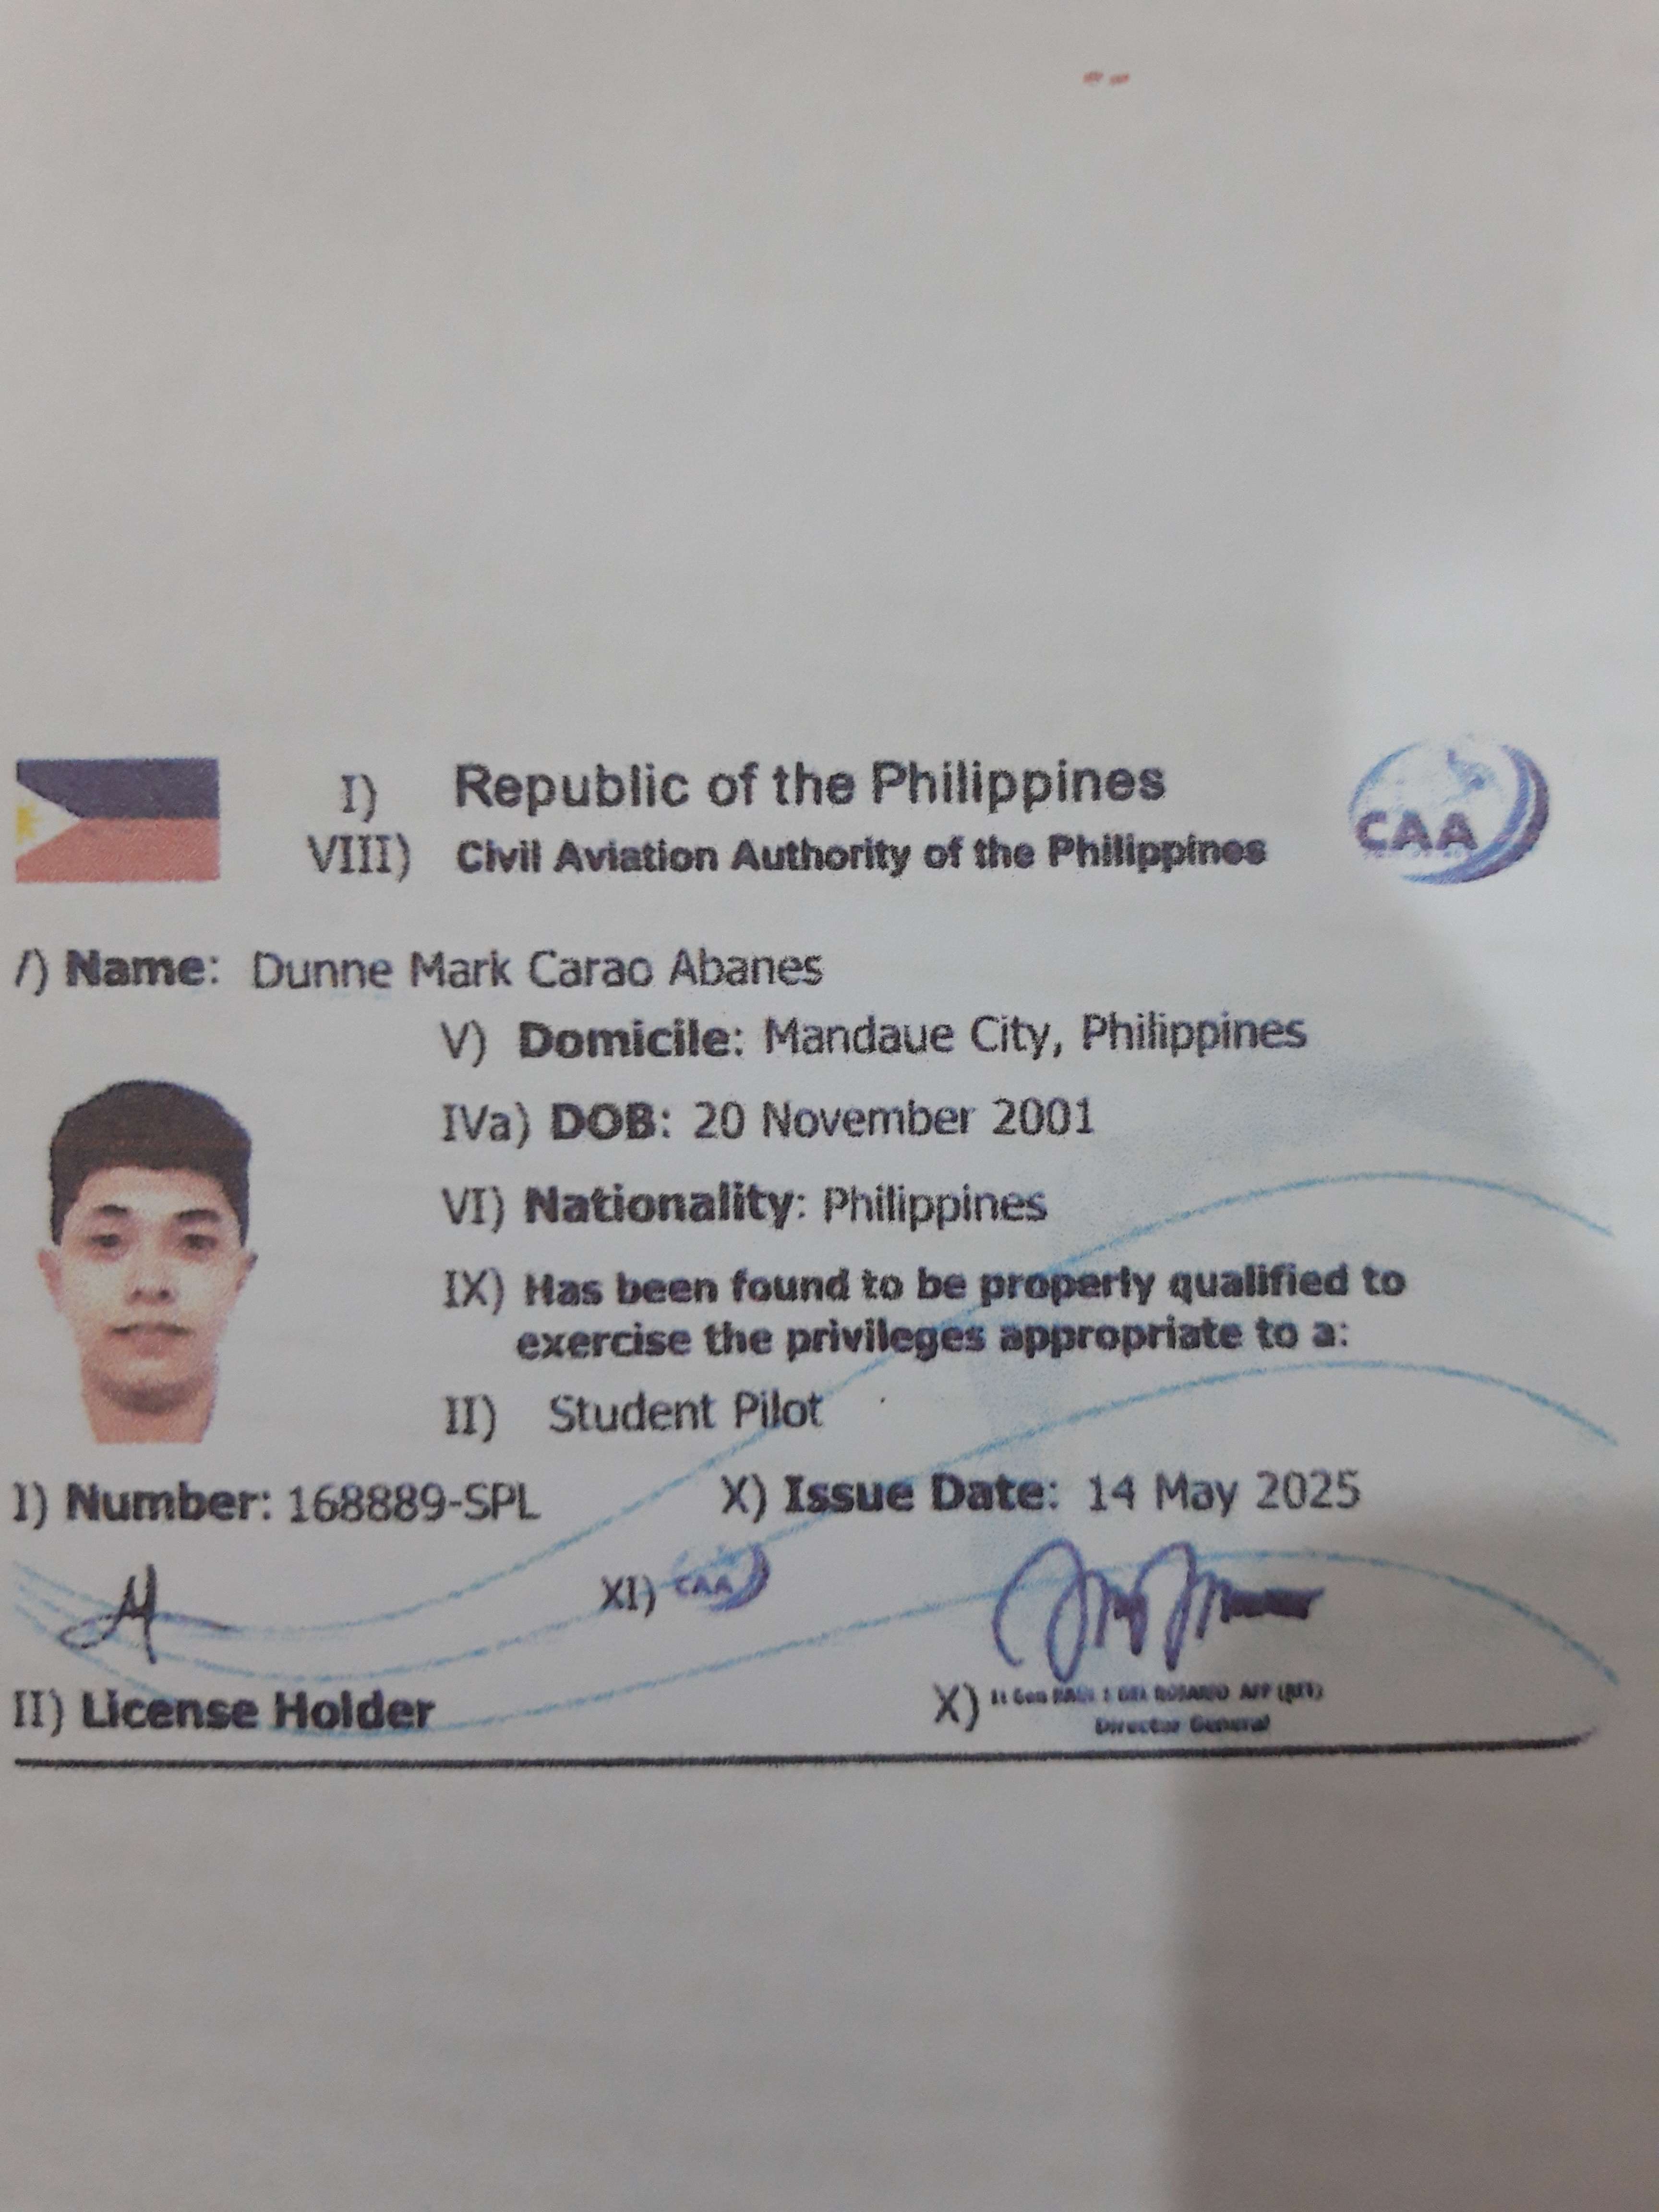 I) Republic of the Philippines
VIII) Civil Aviation Authority of the Philippines
CAA
/) Name: Dunne Mark Carao Abanes
V) Domicile: Mandaue City, Philippines
IVa) DOB: 20 November 2001
VI) Nationality: Philippines
IX) Has been found to be properly qualified to
exercise the privileges appropriate to a:
II) Student Pilot
I) Number: 168889-SPL X) Issue Date: 14 May 2025
XI) CAA
II) License Holder
X) Lt Gen RAUL DEL ROSARIO AFP (RET)
Director General